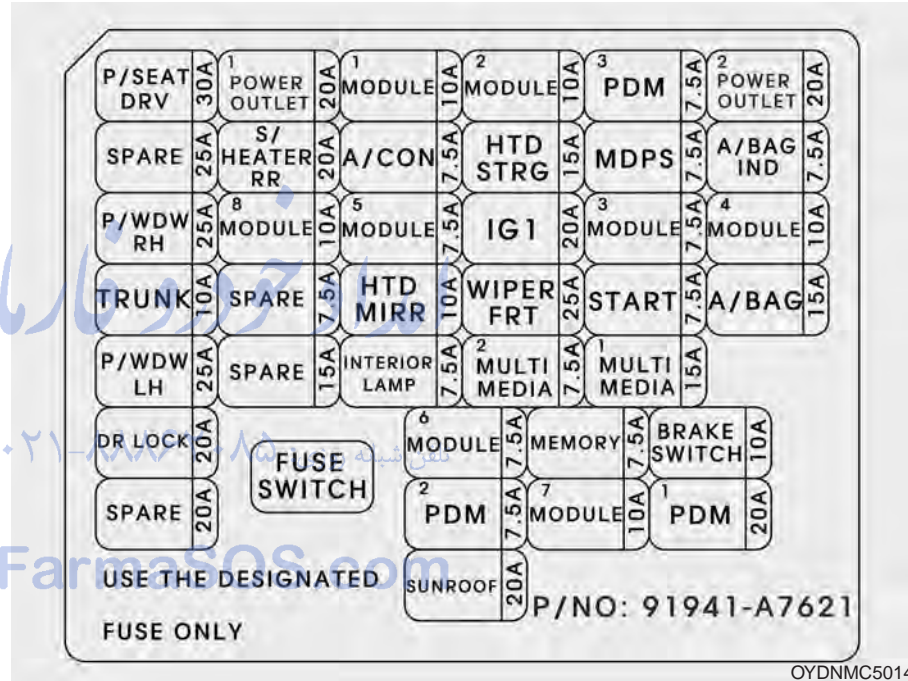 P/SEAT DRV 30A
1 POWER OUTLET 20A
1 MODULE 10A
2 MODULE 10A
3 PDM 7.5A
2 POWER OUTLET 20A
SPARE 25A
S/ HEATER RR 20A
A/CON 7.5A
HTD STRG 15A
MDPS 7.5A
A/BAG IND 7.5A
P/WDW RH 25A
8 MODULE 10A
5 MODULE 7.5A
IG1 20A
3 MODULE 7.5A
4 MODULE 10A
TRUNK 10A
SPARE 7.5A
HTD MIRR 10A
WIPER FRT 25A
START 7.5A
A/BAG 15A
P/WDW LH 25A
SPARE 15A
INTERIOR LAMP 7.5A
2 MULTI MEDIA 7.5A
1 MULTI MEDIA 15A
DR LOCK 20A
FUSE SWITCH
6 MODULE 7.5A
MEMORY 7.5A
BRAKE SWITCH 10A
SPARE 20A
2 PDM 7.5A
7 MODULE 10A
1 PDM 20A
SUNROOF 20A
USE THE DESIGNATED
FUSE ONLY
P/NO: 91941-A7621
OYDNMC5014
امداد خودرو فارما
FarmaSOS.com